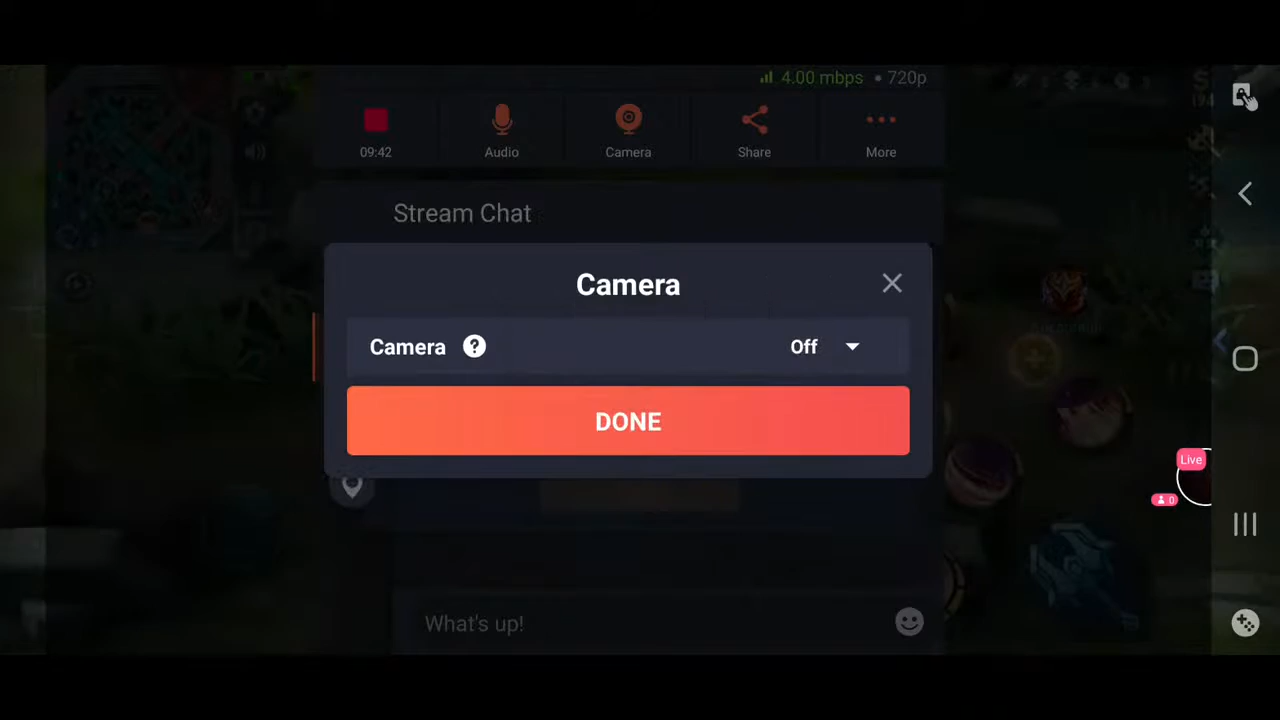 4.00 mbps • 720p
09:42
Audio
Camera
Share
More
Stream Chat
Camera
Camera ?
Off
DONE
Live
0
What's up!